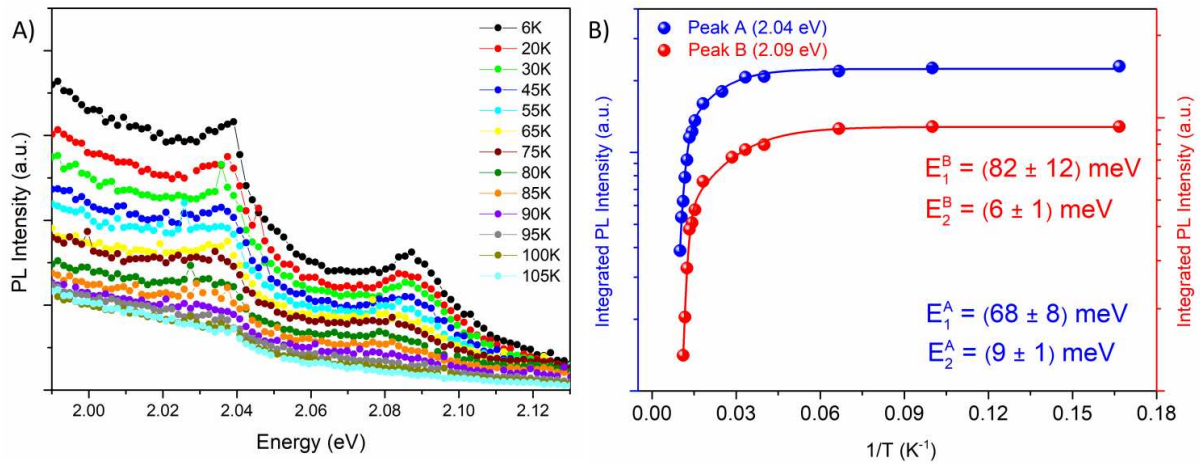 A)
PL Intensity (a.u.)
6K
20K
30K
45K
55K
65K
75K
80K
85K
90K
95K
100K
105K
2.00 2.02 2.04 2.06 2.08 2.10 2.12
Energy (eV)
B)
Integrated PL Intensity (a.u.)
Peak A (2.04 eV)
Peak B (2.09 eV)
E₁ᴮ = (82 ± 12) meV
E₂ᴮ = (6 ± 1) meV
E₁ᴬ = (68 ± 8) meV
E₂ᴬ = (9 ± 1) meV
Integrated PL Intensity (a.u.)
0.00 0.03 0.06 0.09 0.12 0.15 0.18
1/T (K⁻¹)